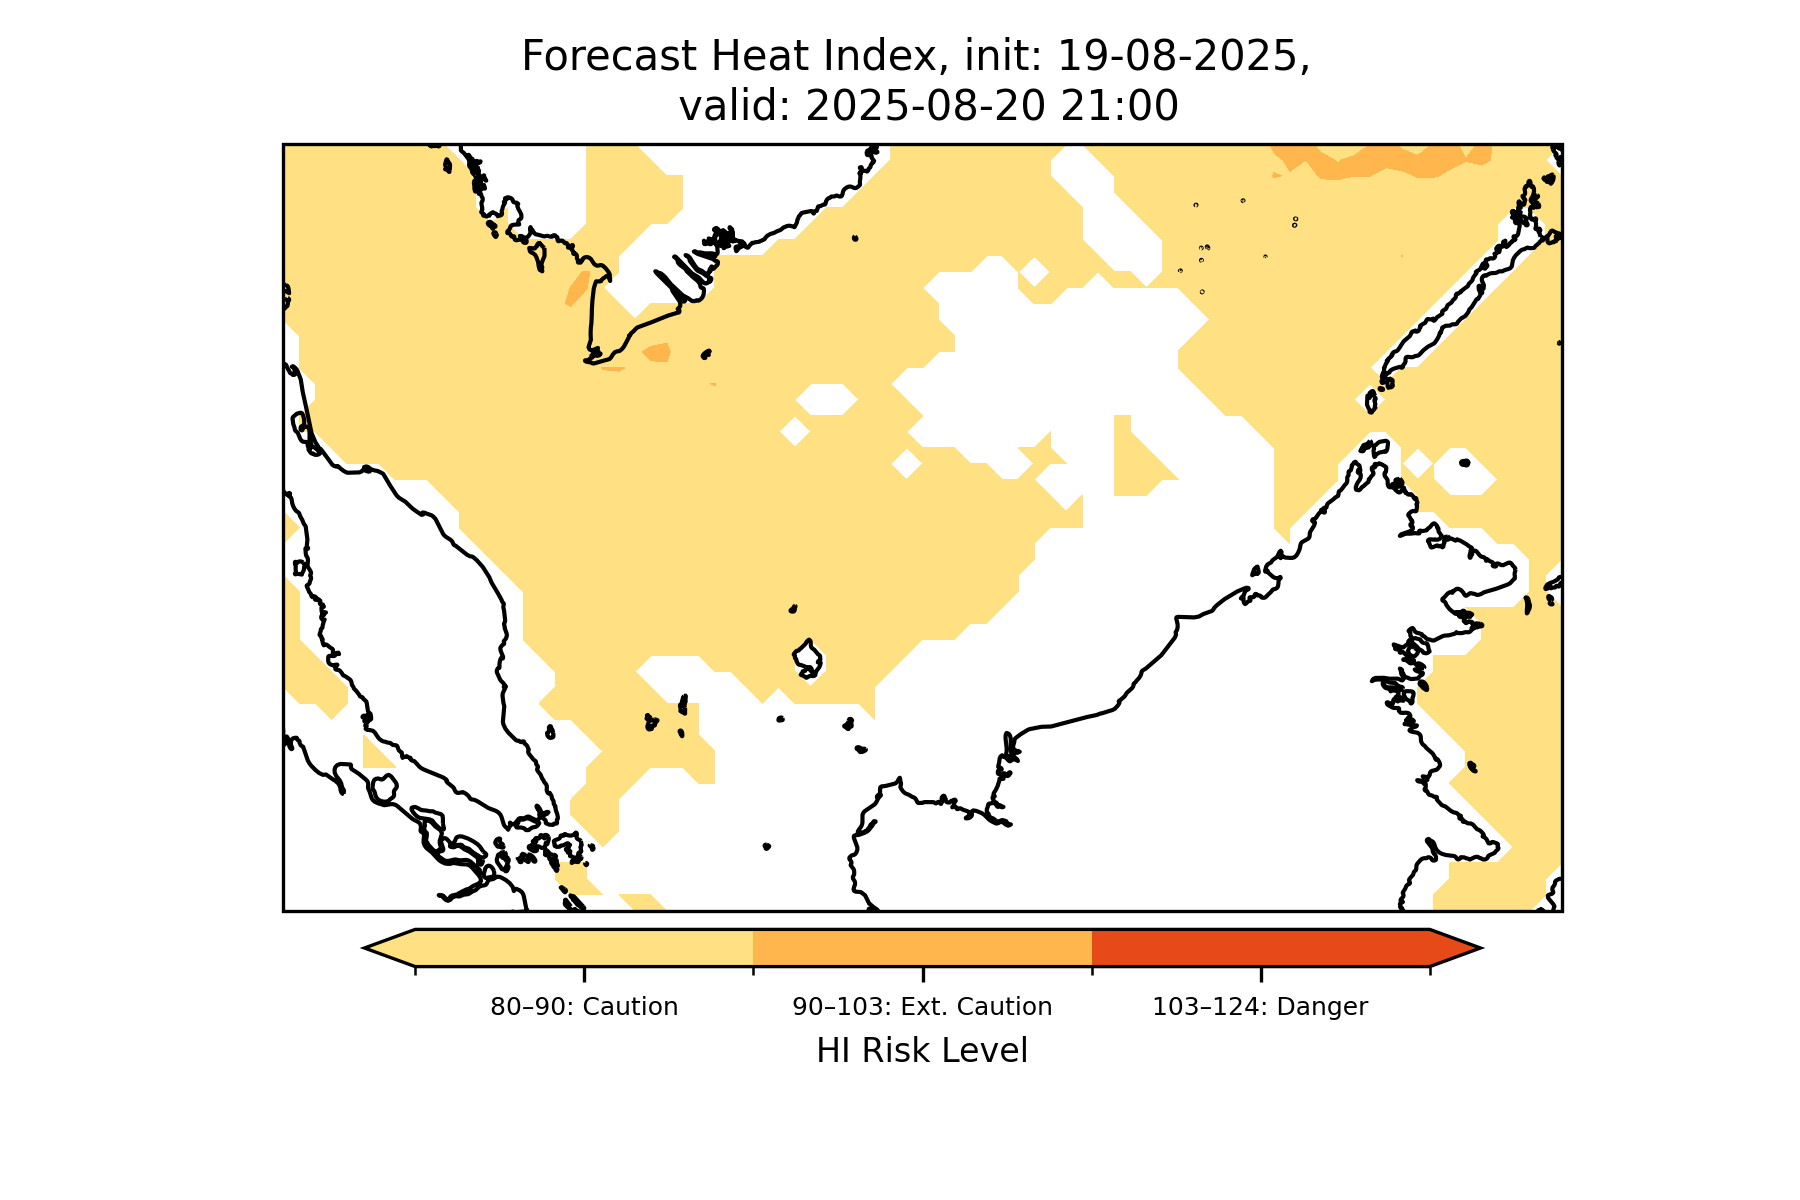 Forecast Heat Index, init: 19-08-2025,
valid: 2025-08-20 21:00
80–90: Caution
90–103: Ext. Caution
103–124: Danger
HI Risk Level